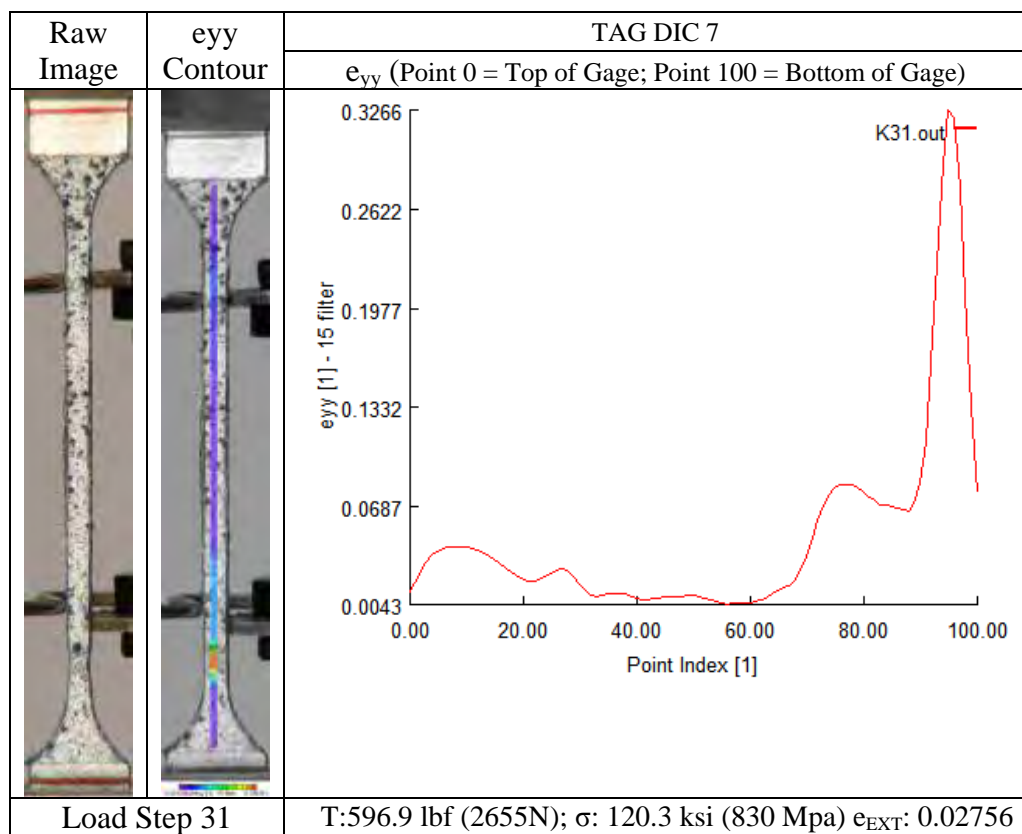 Raw Image
eyy Contour
TAG DIC 7
e_yy (Point 0 = Top of Gage; Point 100 = Bottom of Gage)
0.3266
0.2622
0.1977
0.1332
0.0687
0.0043
eyy [1] - 15 filter
K31.out
0.00 20.00 40.00 60.00 80.00 100.00
Point Index [1]
Load Step 31
T:596.9 lbf (2655N); σ: 120.3 ksi (830 Mpa) e_EXT: 0.02756